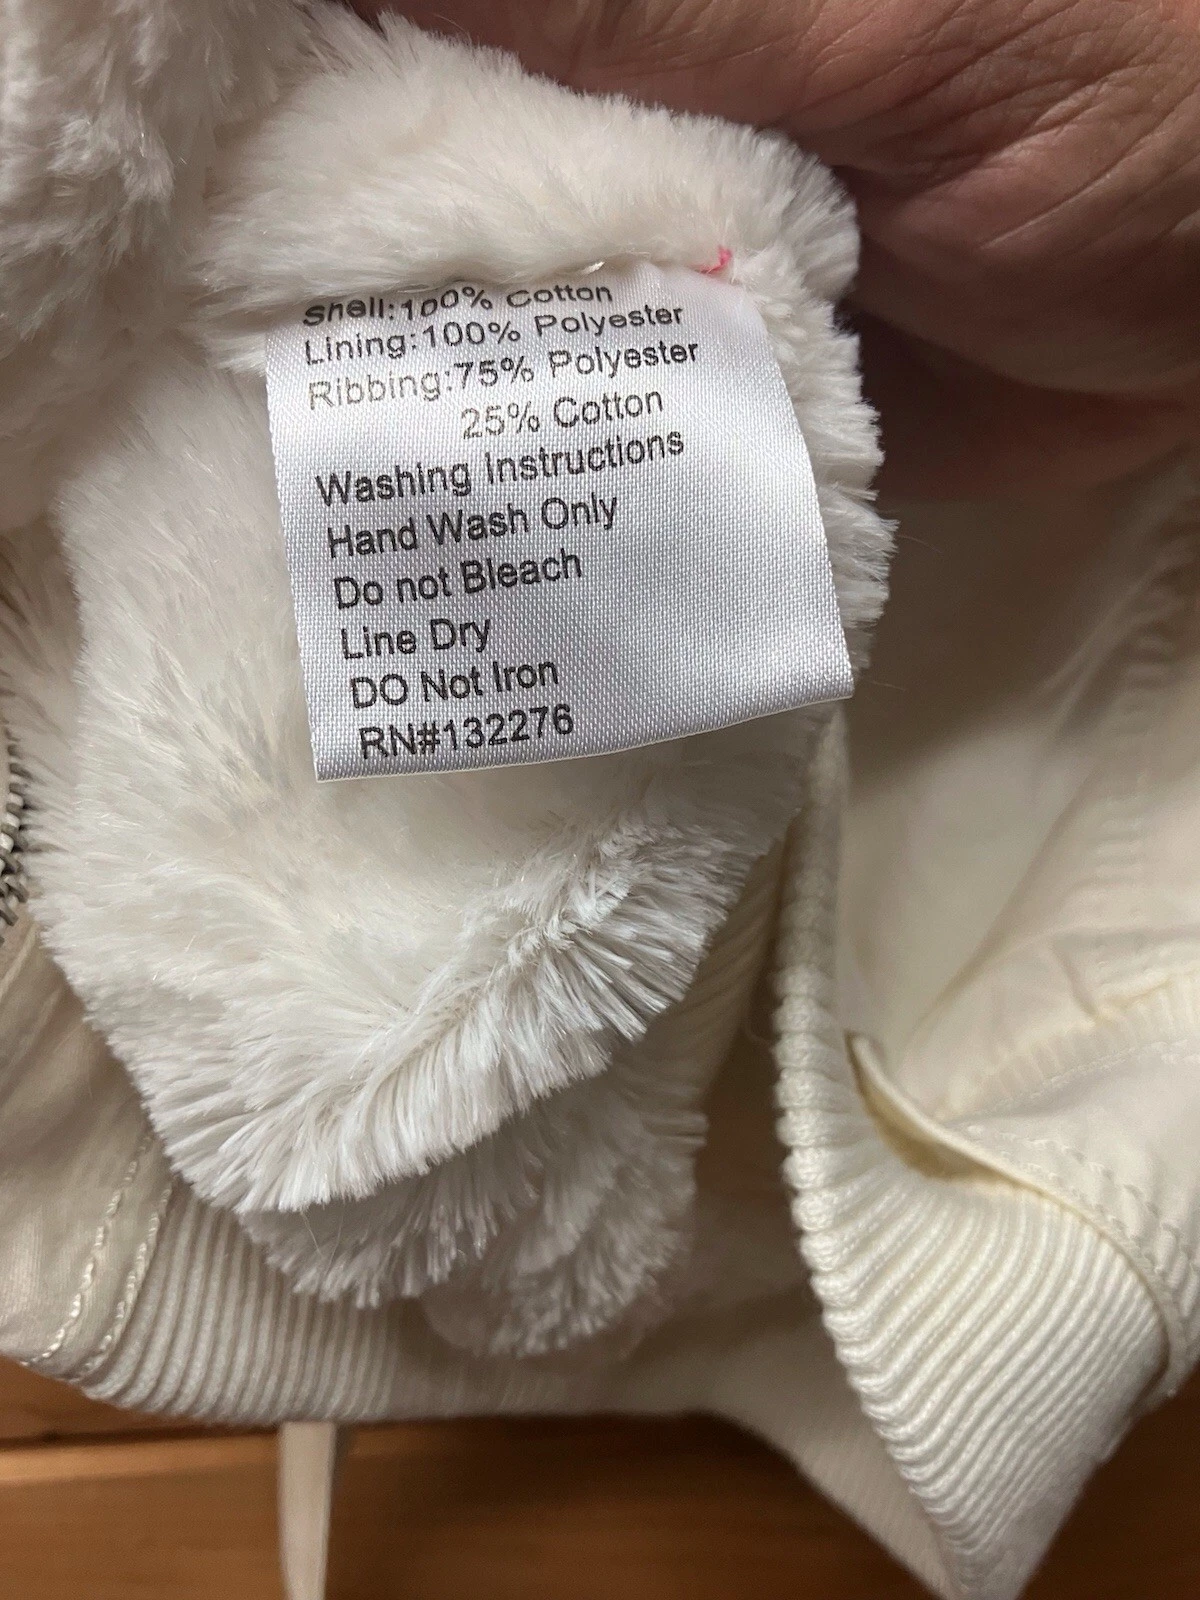 Shell:100% Cotton
Lining:100% Polyester
Ribbing:75% Polyester
25% Cotton
Washing Instructions
Hand Wash Only
Do not Bleach
Line Dry
DO Not Iron
RN#132276